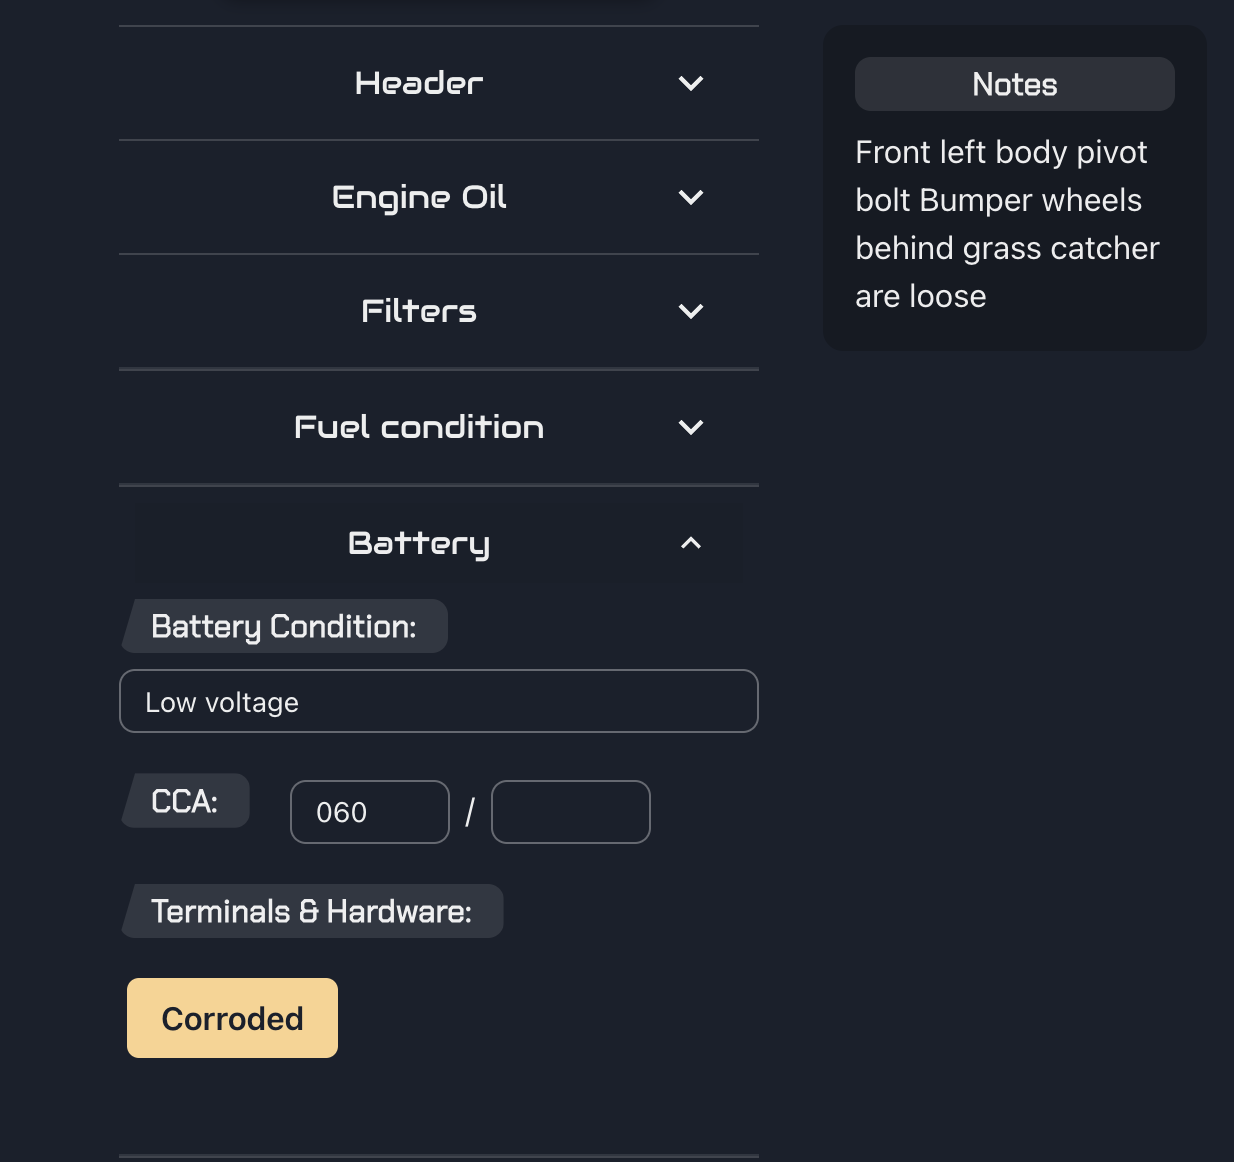 Header
Engine Oil
Filters
Fuel condition
Battery
Battery Condition:
Low voltage
CCA: 060 /
Terminals & Hardware:
Corroded
Notes
Front left body pivot
bolt Bumper wheels
behind grass catcher
are loose